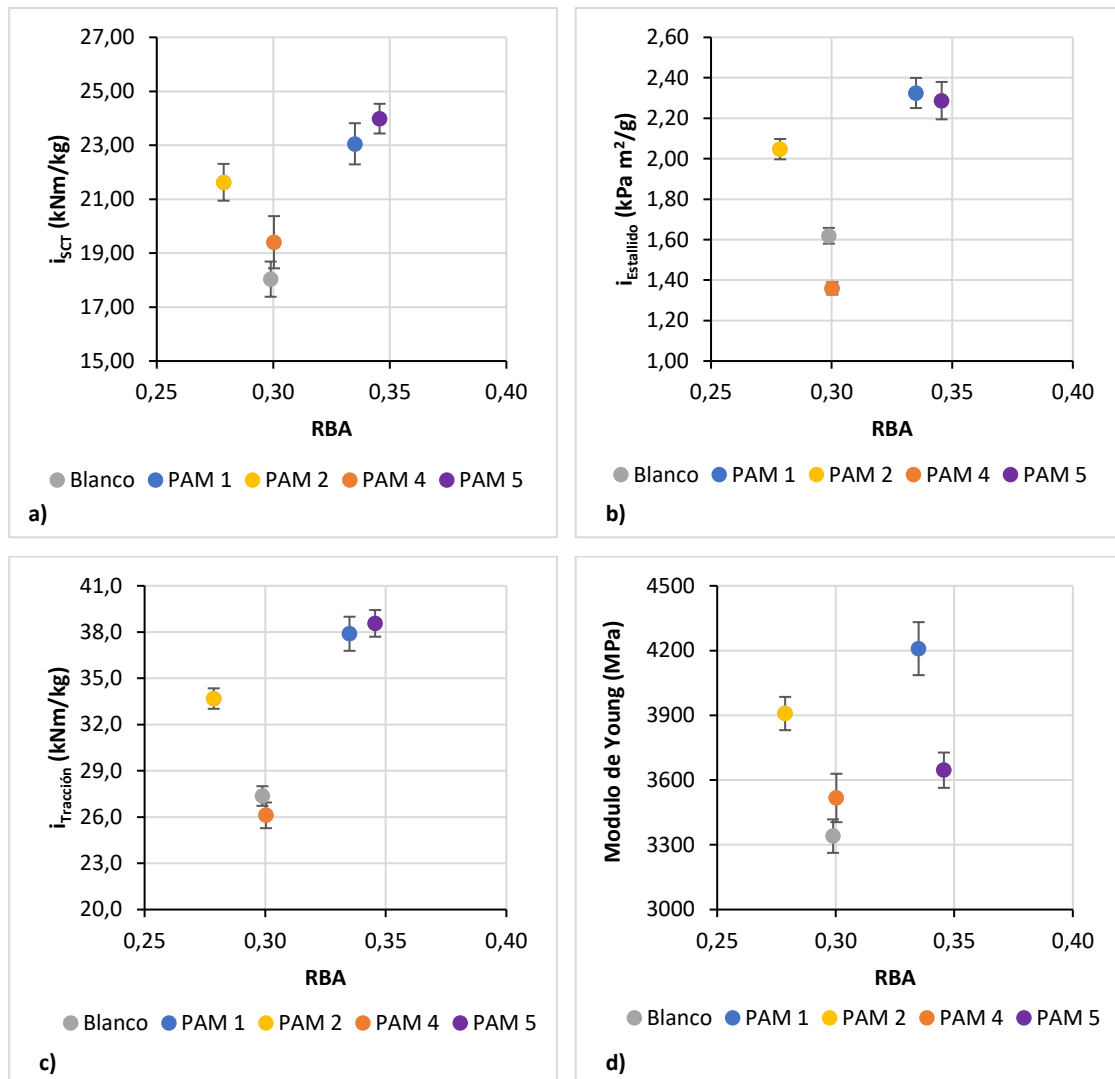 27,00
25,00
23,00
21,00
19,00
17,00
15,00
i_SCT (kNm/kg)
0,25 0,30 0,35 0,40
RBA
Blanco PAM 1 PAM 2 PAM 4 PAM 5
a)
2,60
2,40
2,20
2,00
1,80
1,60
1,40
1,20
1,00
i_Estallido (kPa m²/g)
0,25 0,30 0,35 0,40
RBA
Blanco PAM 1 PAM 2 PAM 4 PAM 5
b)
41,0
38,0
35,0
32,0
29,0
26,0
23,0
20,0
i_Tracción (kNm/kg)
0,25 0,30 0,35 0,40
RBA
Blanco PAM 1 PAM 2 PAM 4 PAM 5
c)
4500
4200
3900
3600
3300
3000
Modulo de Young (MPa)
0,25 0,30 0,35 0,40
RBA
Blanco PAM 1 PAM 2 PAM 4 PAM 5
d)